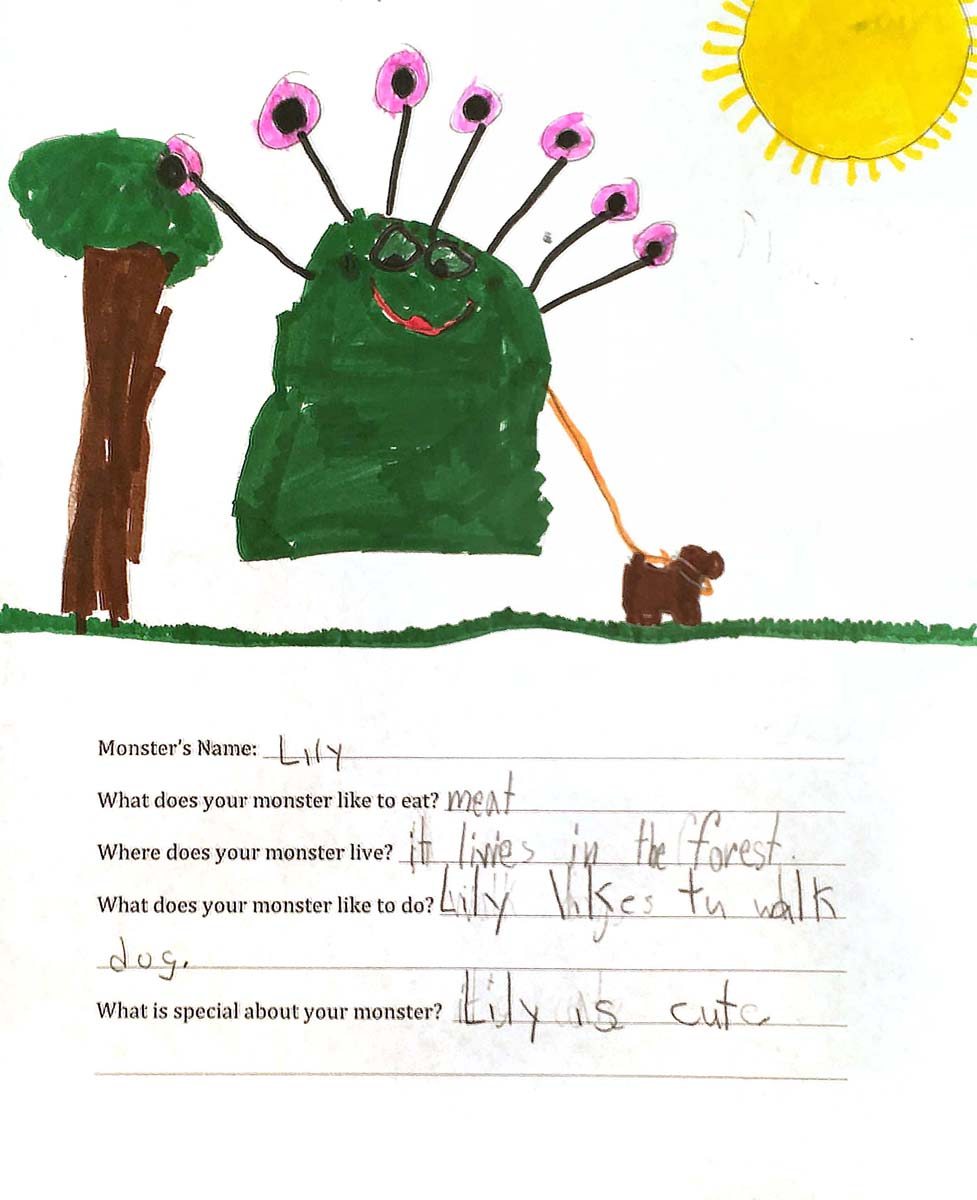 Monster's Name: Lily
What does your monster like to eat? meat
Where does your monster live? it livies in the forest.
What does your monster like to do? Lily likes tu walk
dog.
What is special about your monster? Lily is cute